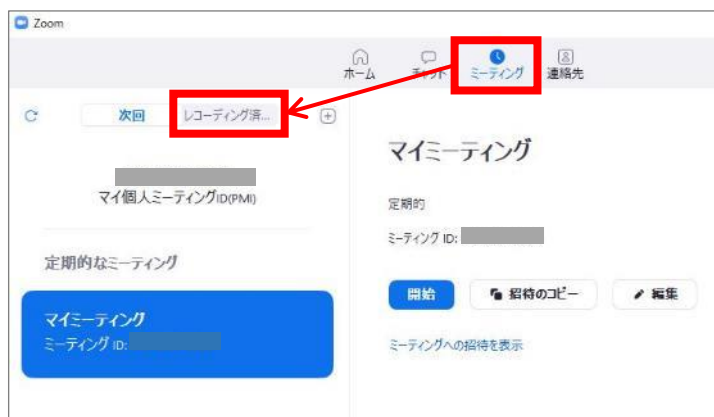 Zoom
ホーム
チャット
ミーティング
連絡先
次回
レコーディング済...
マイ個人ミーティングID(PMI)
定期的なミーティング
マイミーティング
ミーティング ID:
マイミーティング
定期的
ミーティング ID:
開始
招待のコピー
編集
ミーティングへの招待を表示